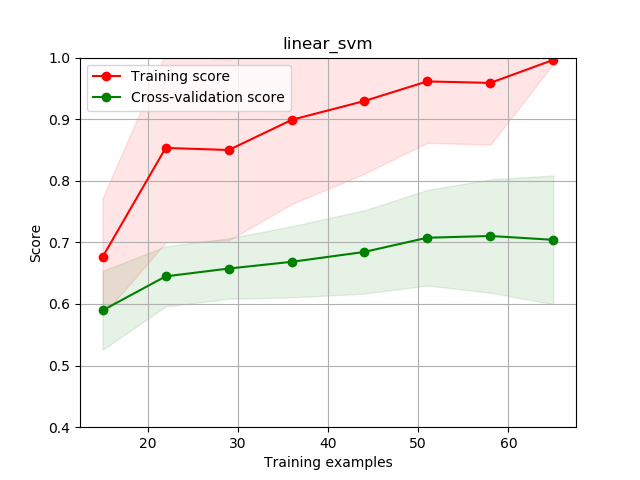 linear_svm
Training score
Cross-validation score
1.0
0.9
0.8
0.7
0.6
0.5
0.4
Score
20 30 40 50 60
Training examples